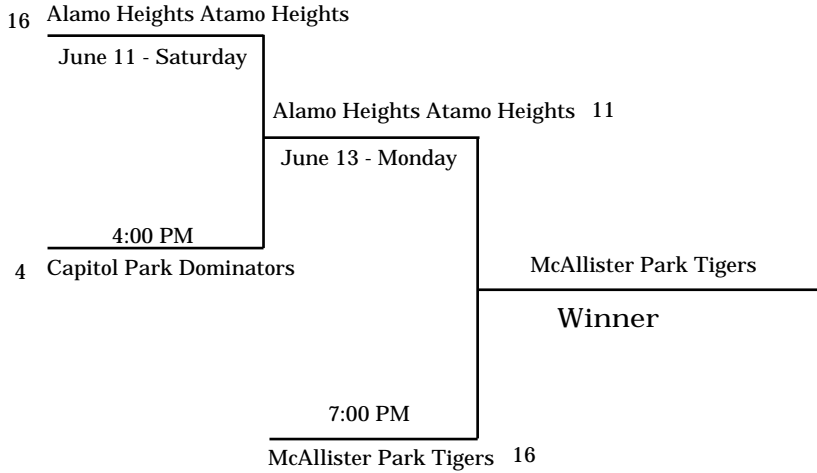 16 Alamo Heights Atamo Heights
June 11 - Saturday
Alamo Heights Atamo Heights 11
June 13 - Monday
4:00 PM
4 Capitol Park Dominators
McAllister Park Tigers
Winner
7:00 PM
McAllister Park Tigers 16